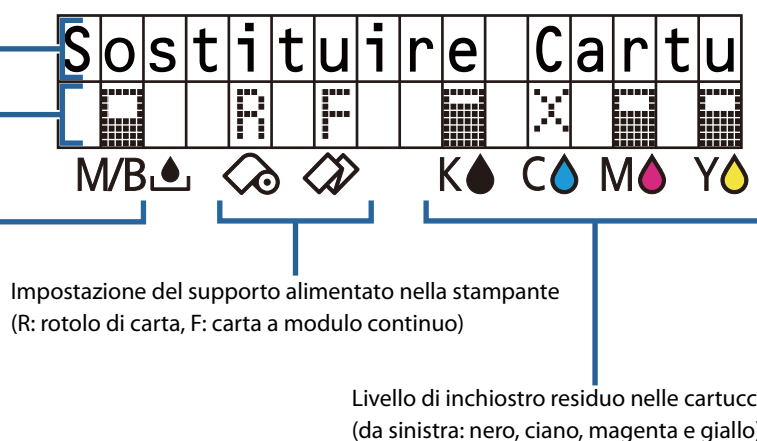 Sostituire Cartu
R F X
M/B K C M Y
Impostazione del supporto alimentato nella stampante
(R: rotolo di carta, F: carta a modulo continuo)
Livello di inchiostro residuo nelle cartucc
(da sinistra: nero, ciano, magenta e giallo)